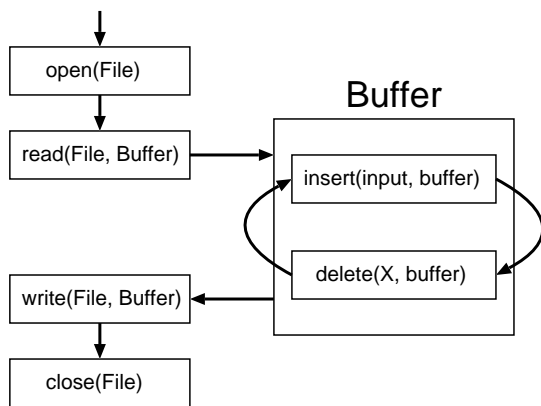 open(File)
Buffer
read(File, Buffer)
insert(input, buffer)
delete(X, buffer)
write(File, Buffer)
close(File)